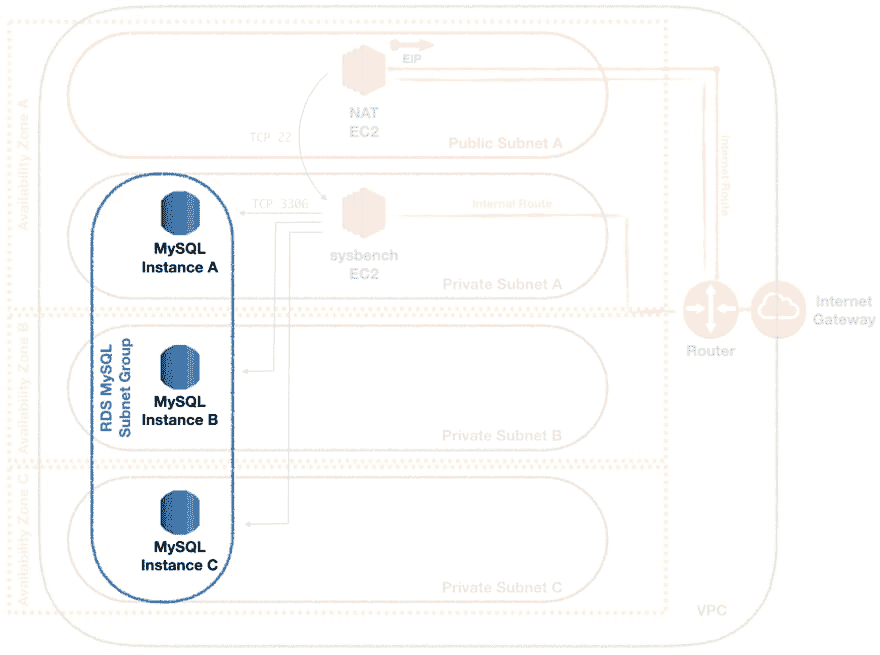 EIP
NAT
EC2
Availability Zone A
TCP 22
Public Subnet A
Internal Route
TCP 3306
Internal Route
MySQL
Instance A
sysbench
EC2
Private Subnet A
Router
Internet
Gateway
Availability Zone B
RDS MySQL
Subnet Group
MySQL
Instance B
Private Subnet B
Availability Zone C
MySQL
Instance C
Private Subnet C
VPC